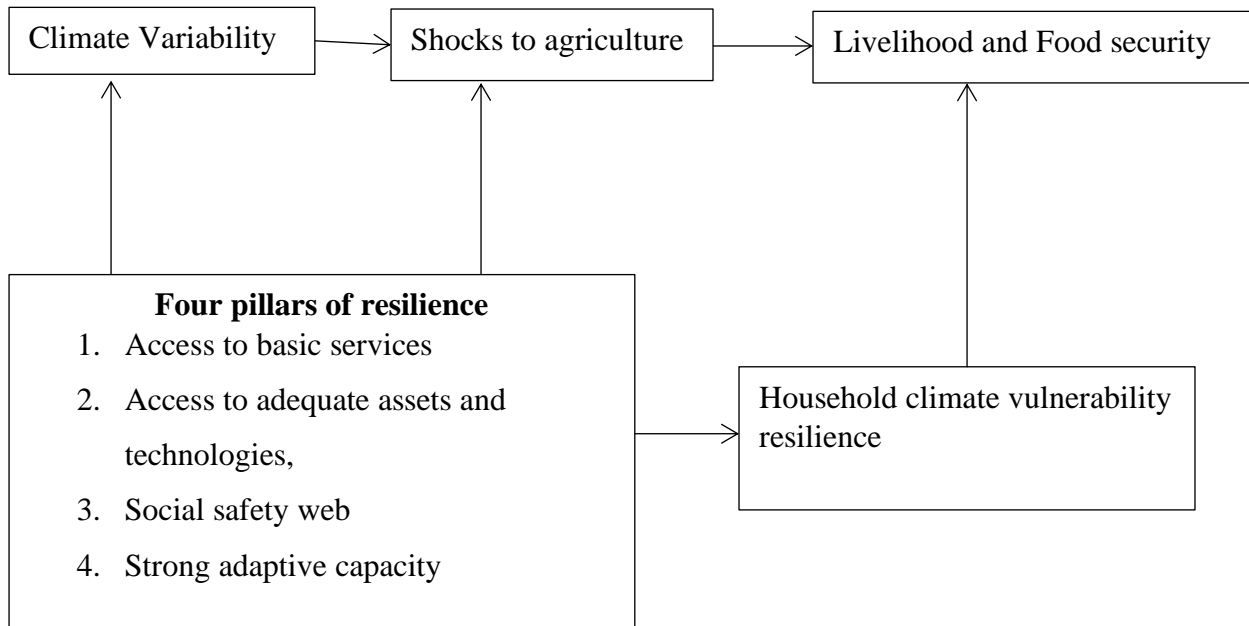 Climate Variability
Shocks to agriculture
Livelihood and Food security
Four pillars of resilience
1. Access to basic services
2. Access to adequate assets and
technologies,
3. Social safety web
4. Strong adaptive capacity
Household climate vulnerability
resilience